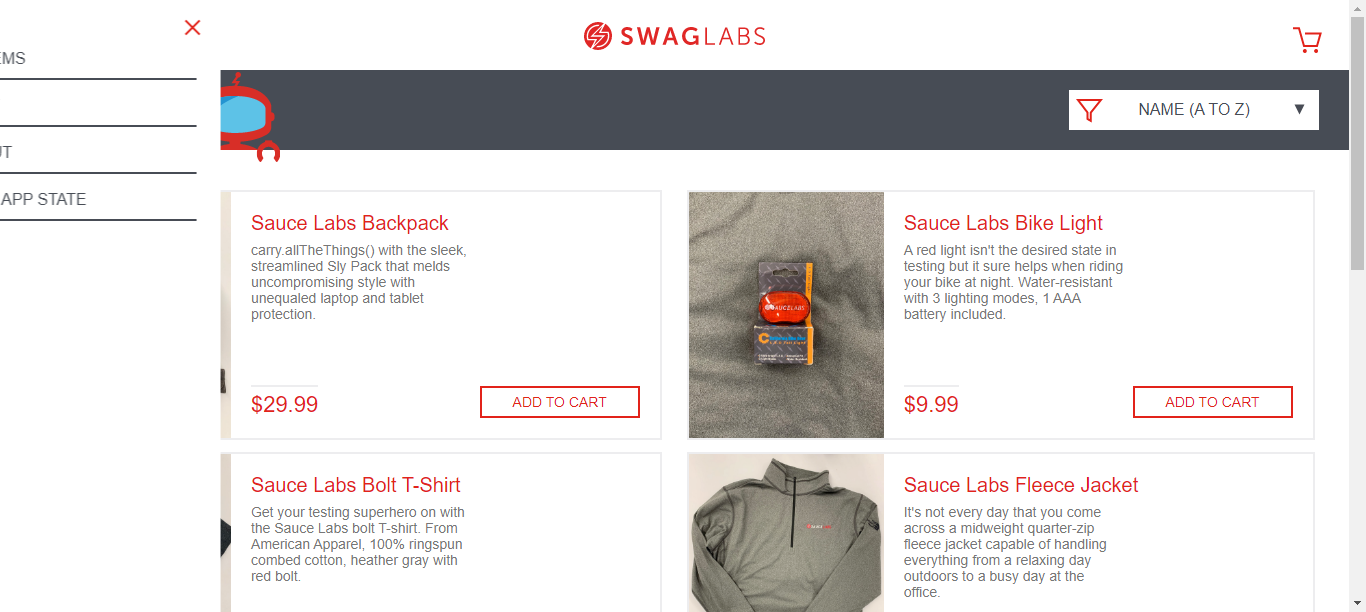 SWAGLABS
EMS
UT
APP STATE
NAME (A TO Z)
Sauce Labs Backpack
carry.allTheThings() with the sleek,
streamlined Sly Pack that melds
uncompromising style with
unequaled laptop and tablet
protection.
$29.99
ADD TO CART
Sauce Labs Bike Light
A red light isn't the desired state in
testing but it sure helps when riding
your bike at night. Water-resistant
with 3 lighting modes, 1 AAA
battery included.
$9.99
ADD TO CART
Sauce Labs Bolt T-Shirt
Get your testing superhero on with
the Sauce Labs bolt T-shirt. From
American Apparel, 100% ringspun
combed cotton, heather gray with
red bolt.
Sauce Labs Fleece Jacket
It's not every day that you come
across a midweight quarter-zip
fleece jacket capable of handling
everything from a relaxing day
outdoors to a busy day at the
office.